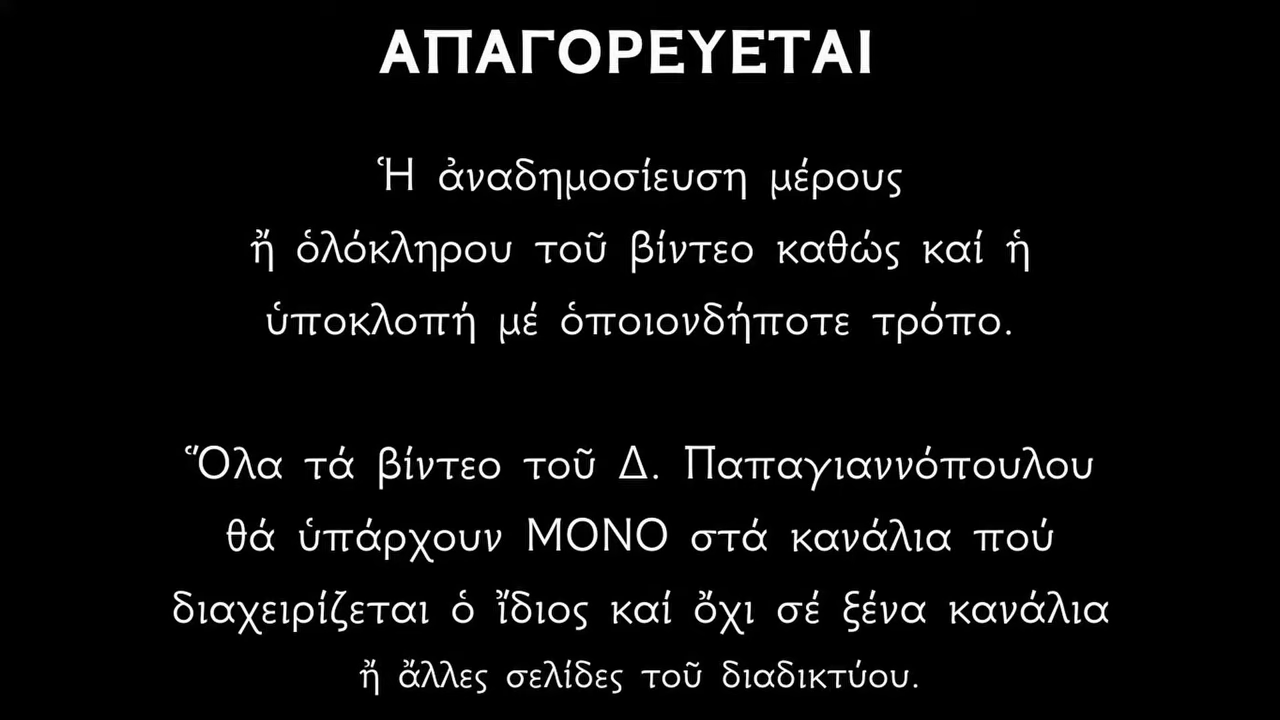 ΑΠΑΓΟΡΕΥΕΤΑΙ
Ἡ ἀναδημοσίευση μέρους
ἤ ὁλόκληρου τοῦ βίντεο καθώς καί ἡ
ὑποκλοπή μέ ὁποιονδήποτε τρόπο.
Ὅλα τά βίντεο τοῦ Δ. Παπαγιαννόπουλου
θά ὑπάρχουν ΜΟΝΟ στά κανάλια πού
διαχειρίζεται ὁ ἴδιος καί ὄχι σέ ξένα κανάλια
ἤ ἄλλες σελίδες τοῦ διαδικτύου.